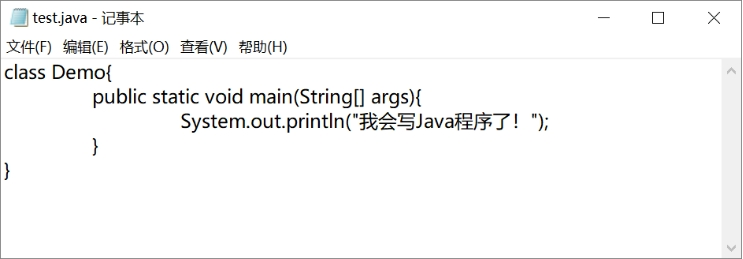 test.java - 记事本
文件(F) 编辑(E) 格式(O) 查看(V) 帮助(H)
class Demo{
public static void main(String[] args){
System.out.println("我会写Java程序了！");
}
}